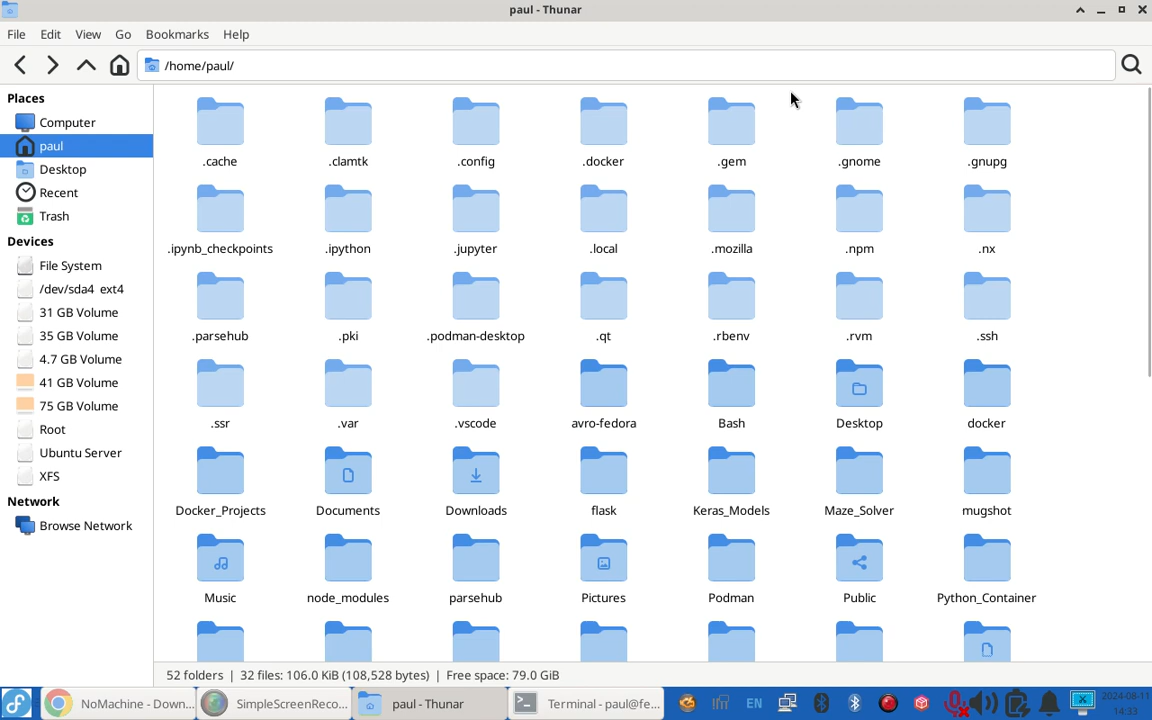 paul - Thunar
File Edit View Go Bookmarks Help
/home/paul/
Places
Computer
paul
Desktop
Recent
Trash
Devices
File System
/dev/sda4 ext4
31 GB Volume
35 GB Volume
4.7 GB Volume
41 GB Volume
75 GB Volume
Root
Ubuntu Server
XFS
Network
Browse Network
.cache .clamtk .config .docker .gem .gnome .gnupg
.ipynb_checkpoints .ipython .jupyter .local .mozilla .npm .nx
.parsehub .pki .podman-desktop .qt .rbenv .rvm .ssh
.ssr .var .vscode avro-fedora Bash Desktop docker
Docker_Projects Documents Downloads flask Keras_Models Maze_Solver mugshot
Music node_modules parsehub Pictures Podman Public Python_Container
52 folders | 32 files: 106.0 KiB (108,528 bytes) | Free space: 79.0 GiB
NoMachine - Down... SimpleScreenReco... paul - Thunar Terminal - paul@fe... EN 2024-08-11
14:33